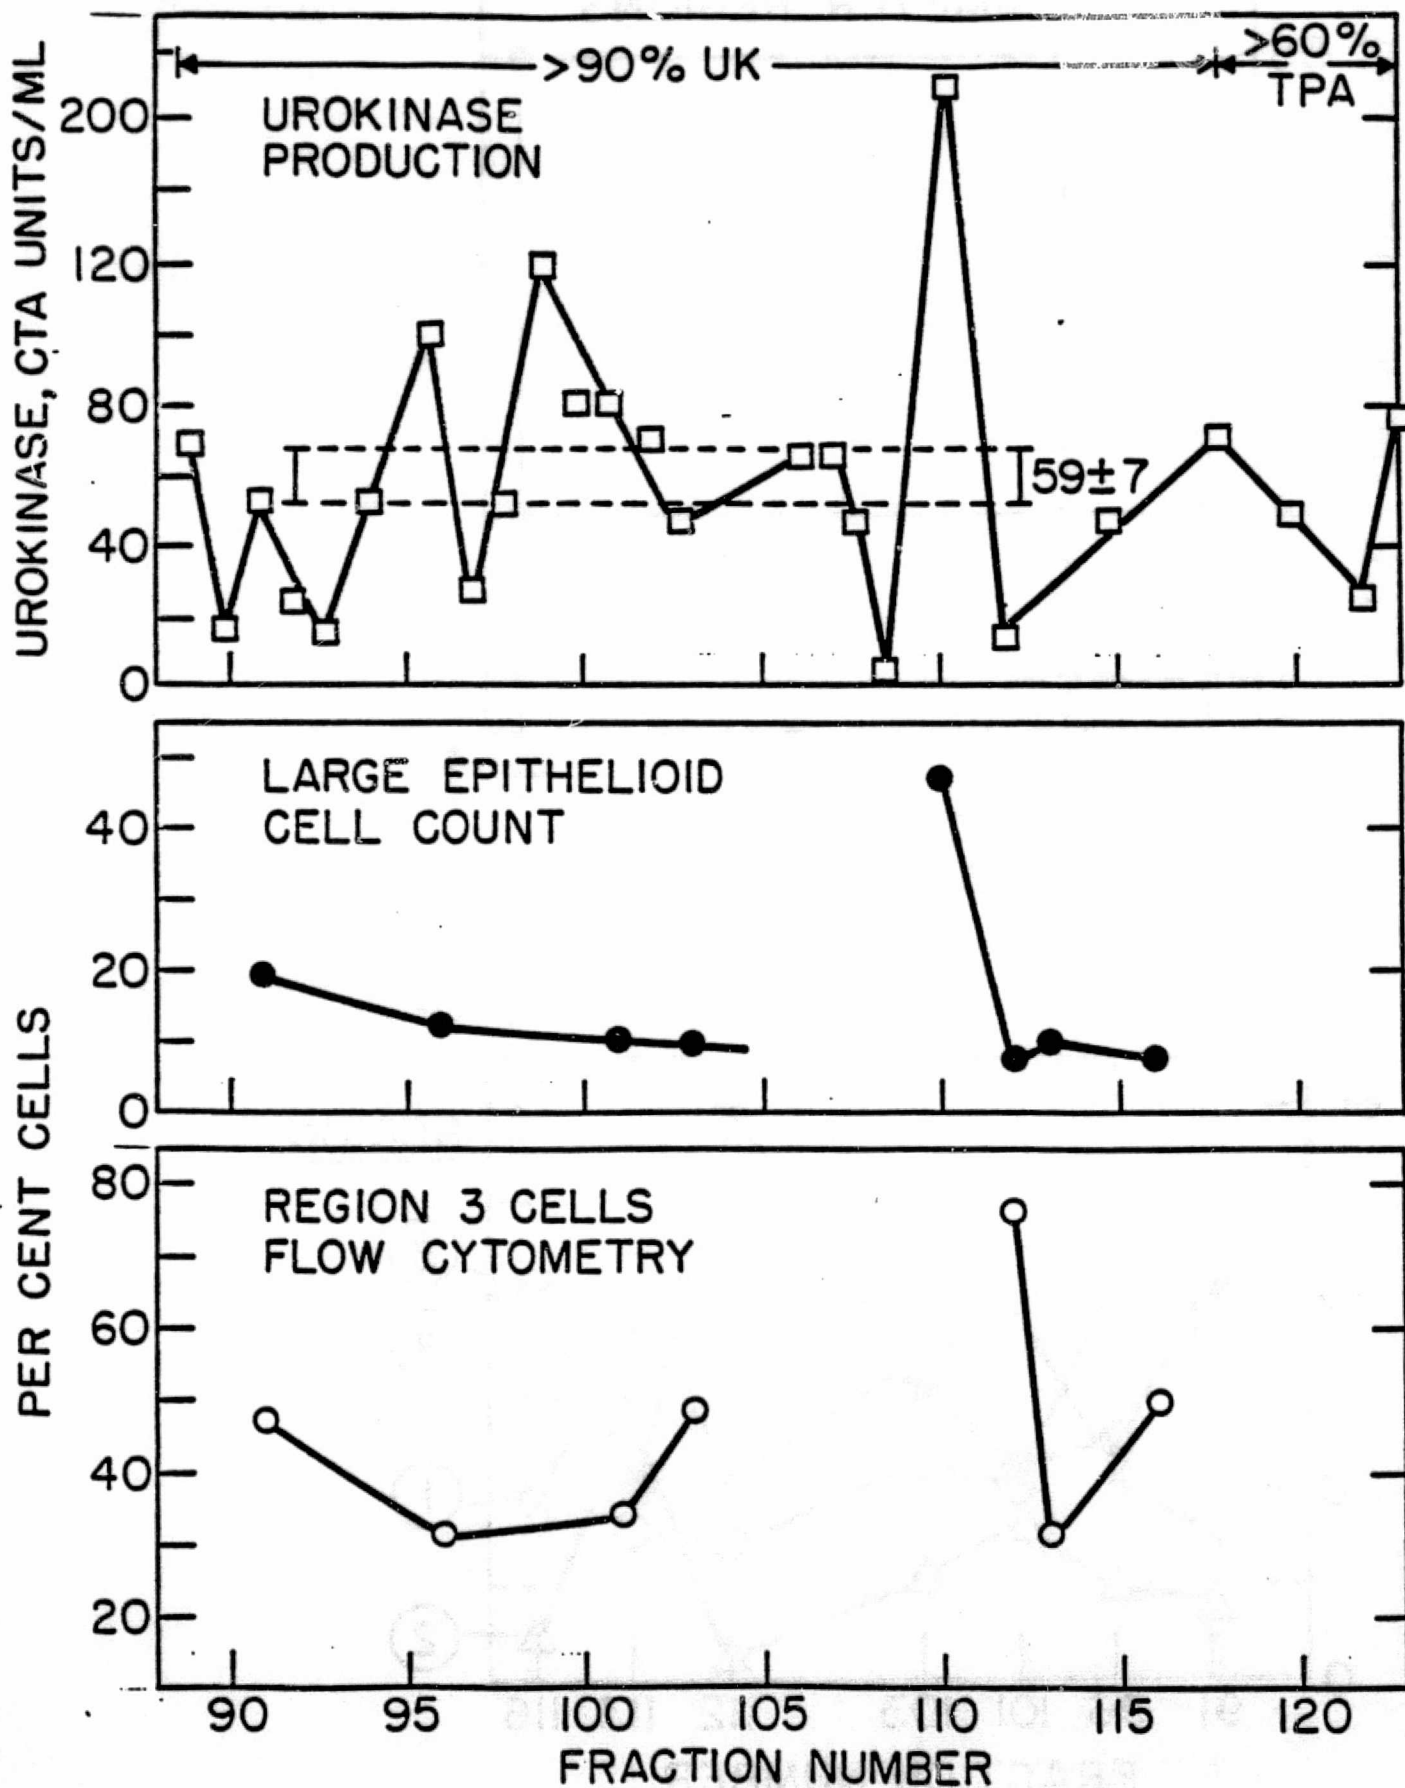 >90% UK
>60%
TPA
UROKINASE
PRODUCTION
UROKINASE, CTA UNITS/ML
200
120
80
40
0
59±7
LARGE EPITHELIOID
CELL COUNT
40
20
0
PER CENT CELLS
REGION 3 CELLS
FLOW CYTOMETRY
80
60
40
20
90 95 100 105 110 115 120
FRACTION NUMBER